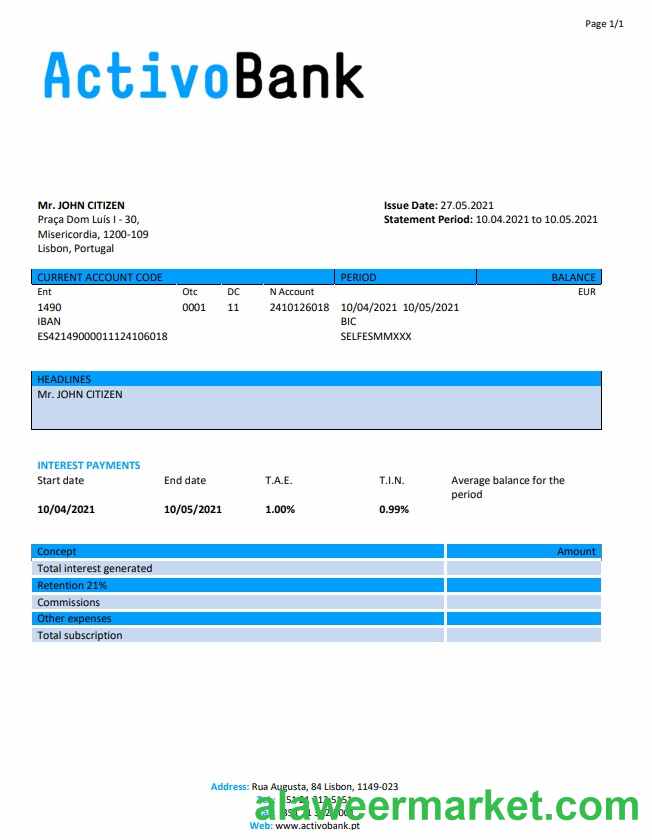 Page 1/1
ActivoBank
Mr. JOHN CITIZEN
Praça Dom Luís I - 30,
Misericordia, 1200-109
Lisbon, Portugal
Issue Date: 27.05.2021
Statement Period: 10.04.2021 to 10.05.2021
CURRENT ACCOUNT CODE PERIOD BALANCE
Ent Otc DC N Account EUR
1490 0001 11 2410126018 10/04/2021 10/05/2021
IBAN BIC
ES42149000011124106018 SELFESMMXXX
HEADLINES
Mr. JOHN CITIZEN
INTEREST PAYMENTS
Start date End date T.A.E. T.I.N. Average balance for the
period
10/04/2021 10/05/2021 1.00% 0.99%
Concept Amount
Total interest generated
Retention 21%
Commissions
Other expenses
Total subscription
Address: Rua Augusta, 84 Lisbon, 1149-023
alaweermarket.com
Web: www.activobank.pt